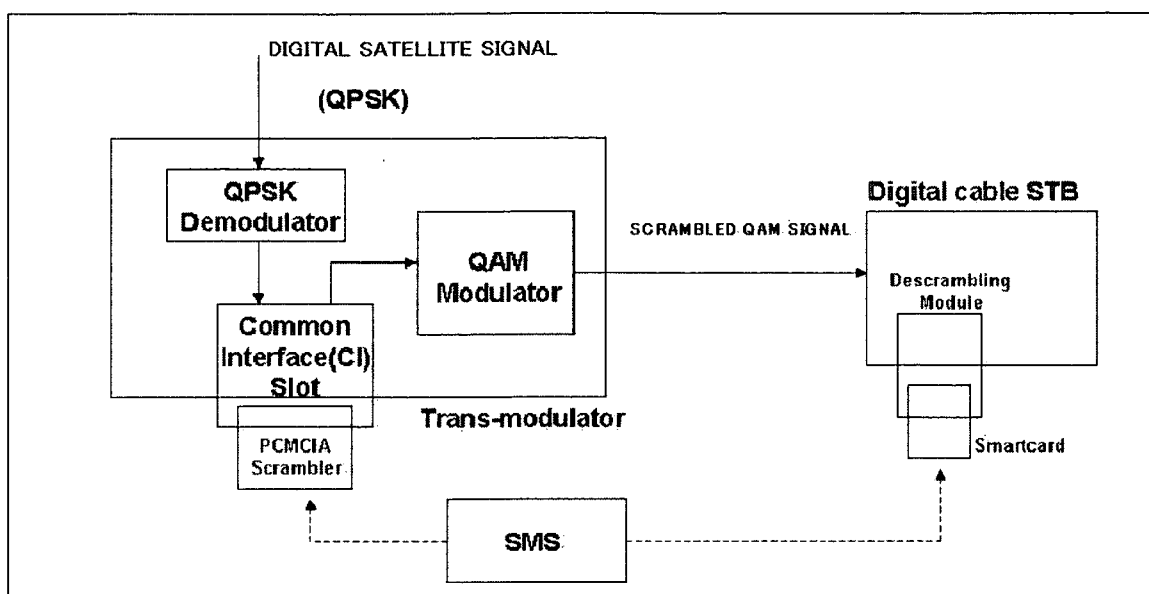 DIGITAL SATELLITE SIGNAL
(QPSK)
QPSK
Demodulator
Common
Interface(CI)
Slot
PCMCIA
Scrambler
QAM
Modulator
Trans-modulator
SCRAMBLED QAM SIGNAL
Digital cable STB
Descrambling
Module
Smartcard
SMS